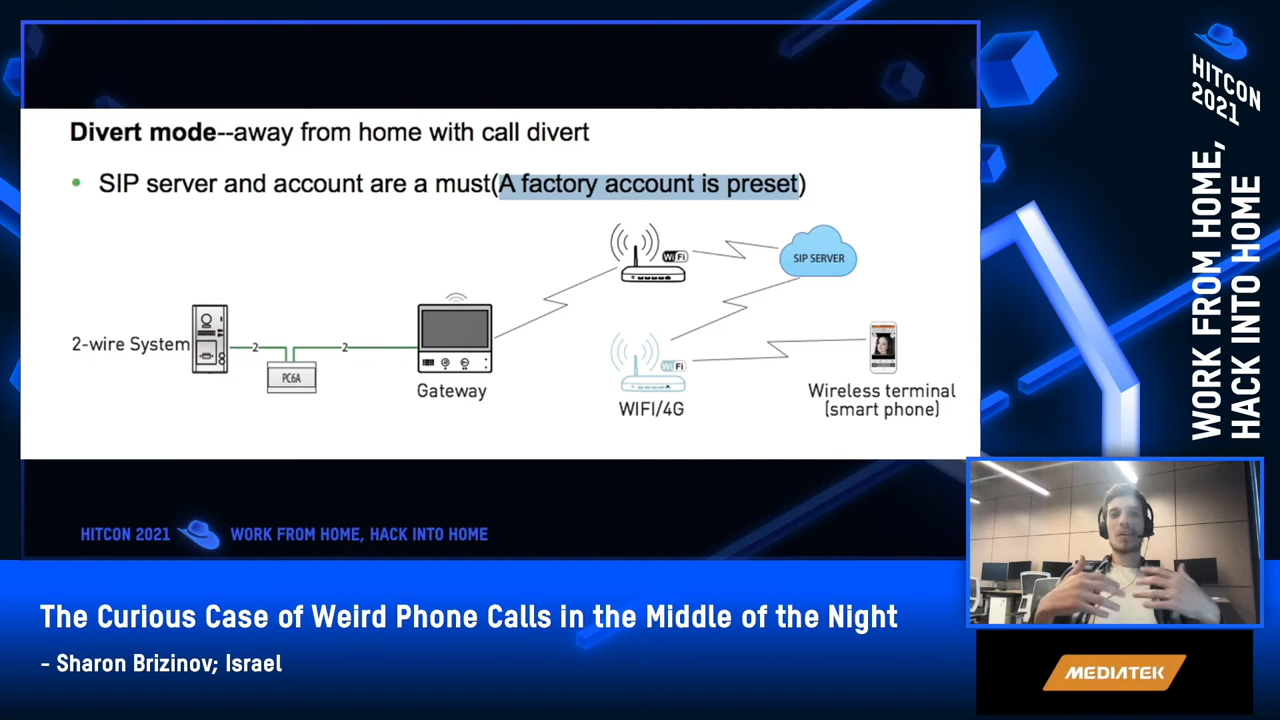 Divert mode--away from home with call divert
• SIP server and account are a must(A factory account is preset)
WiFi
SIP SERVER
2-wire System
2
2
PC6A
Gateway
WiFi
WIFI/4G
Wireless terminal
(smart phone)
HITCON 2021 WORK FROM HOME, HACK INTO HOME
HITCON
2021
WORK FROM HOME,
HACK INTO HOME
The Curious Case of Weird Phone Calls in the Middle of the Night
- Sharon Brizinov; Israel
MEDIATEK